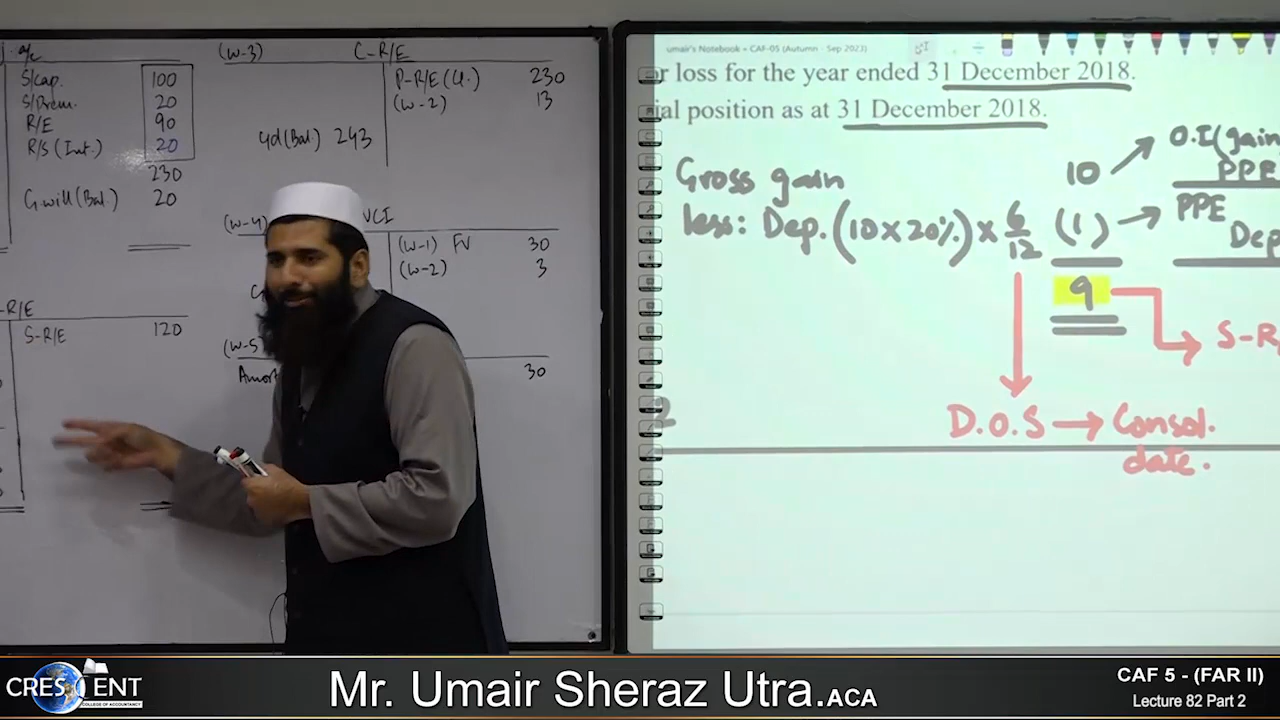 (W-3)
C-R/E
P-R/E (U.) 230
(W-2) 13
c/d (Bal) 243
S/Cap. 100
S/Prem. 20
R/E 90
R/S (Int.) 20
230
G.will (Bal.) 20
(W-4)
(W-1) FV 30
(W-2) 3
-R/E
S-R/E 120
(W-5
Amort
30
umair's Notebook » CAF-05 (Autumn - Sep 2023)
or loss for the year ended 31 December 2018.
ial position as at 31 December 2018.
Gross gain 10
O.I (gain
PPE
less: Dep. (10×20%) × 6/12 (1)
PPE
Dep
9
S-R
D.O.S → Consol.
date.
CRESCENT
COLLEGE OF ACCOUNTANCY
Mr. Umair Sheraz Utra.ACA
CAF 5 - (FAR II)
Lecture 82 Part 2